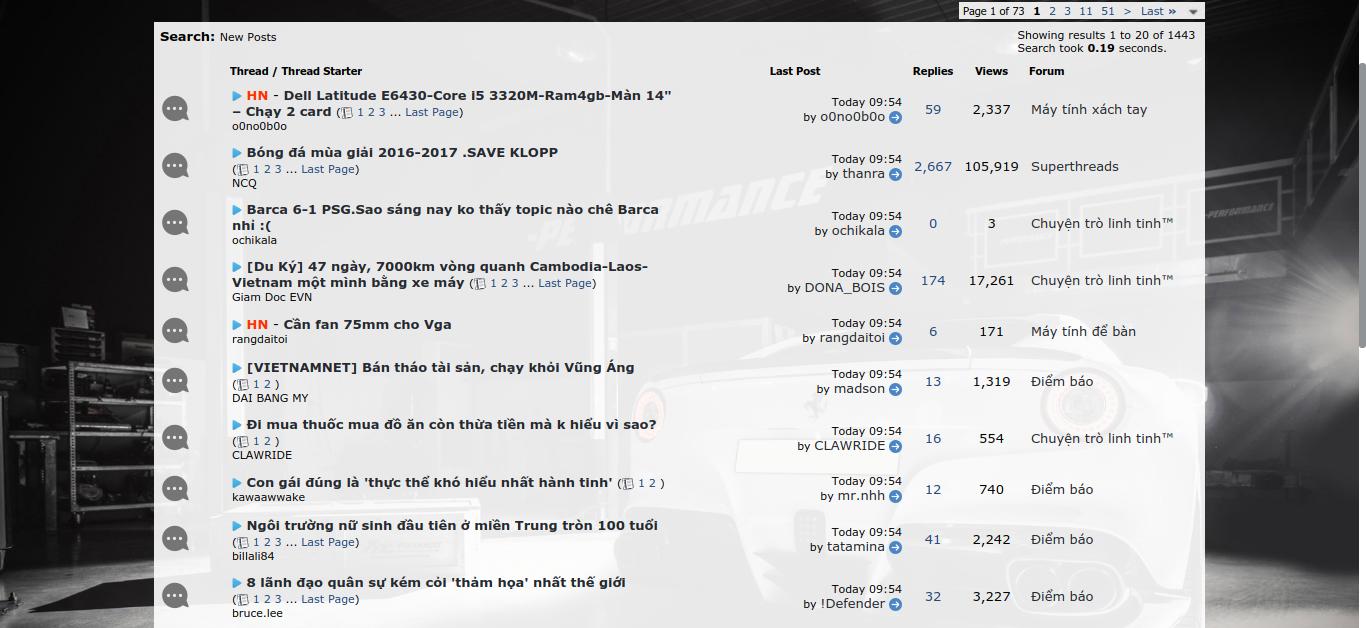 Page 1 of 73 1 2 3 11 51 > Last »
Search: New Posts
Showing results 1 to 20 of 1443
Search took 0.19 seconds.
Thread / Thread Starter Last Post Replies Views Forum
HN - Dell Latitude E6430-Core i5 3320M-Ram4gb-Màn 14"
– Chạy 2 card ( 1 2 3 ... Last Page)
o0no0b0o
Today 09:54
by o0no0b0o
59 2,337 Máy tính xách tay
Bóng đá mùa giải 2016-2017 .SAVE KLOPP
( 1 2 3 ... Last Page)
NCQ
Today 09:54
by thanra
2,667 105,919 Superthreads
Barca 6-1 PSG.Sao sáng nay ko thấy topic nào chê Barca
nhỉ :(
ochikala
Today 09:54
by ochikala
0 3 Chuyện trò linh tinh™
[Du Ký] 47 ngày, 7000km vòng quanh Cambodia-Laos-
Vietnam một mình bằng xe máy ( 1 2 3 ... Last Page)
Giam Doc EVN
Today 09:54
by DONA_BOIS
174 17,261 Chuyện trò linh tinh™
HN - Cần fan 75mm cho Vga
rangdaitoi
Today 09:54
by rangdaitoi
6 171 Máy tính để bàn
[VIETNAMNET] Bán tháo tài sản, chạy khỏi Vũng Áng
( 1 2 )
DAI BANG MY
Today 09:54
by madson
13 1,319 Điểm báo
Đi mua thuốc mua đồ ăn còn thừa tiền mà k hiểu vì sao?
( 1 2 )
CLAWRIDE
Today 09:54
by CLAWRIDE
16 554 Chuyện trò linh tinh™
Con gái đúng là 'thực thể khó hiểu nhất hành tinh' ( 1 2 )
kawaawwake
Today 09:54
by mr.nhh
12 740 Điểm báo
Ngôi trường nữ sinh đầu tiên ở miền Trung tròn 100 tuổi
( 1 2 3 ... Last Page)
billali84
Today 09:54
by tatamina
41 2,242 Điểm báo
8 lãnh đạo quân sự kém cỏi 'thảm họa' nhất thế giới
( 1 2 3 ... Last Page)
bruce.lee
Today 09:54
by !Defender
32 3,227 Điểm báo